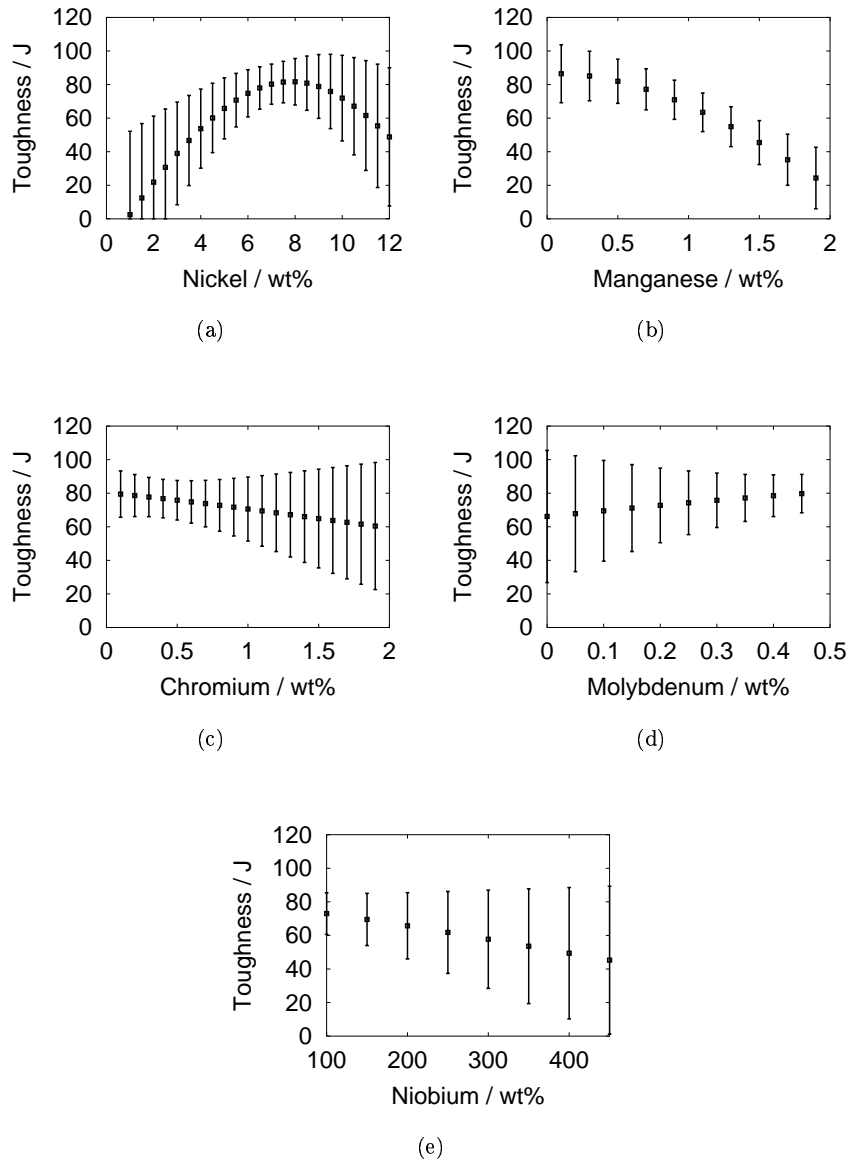 120
100
80
60
40
20
0
Toughness / J
0 2 4 6 8 10 12
Nickel / wt%
(a)
120
100
80
60
40
20
0
Toughness / J
0 0.5 1 1.5 2
Manganese / wt%
(b)
120
100
80
60
40
20
0
Toughness / J
0 0.5 1 1.5 2
Chromium / wt%
(c)
120
100
80
60
40
20
0
Toughness / J
0 0.1 0.2 0.3 0.4 0.5
Molybdenum / wt%
(d)
120
100
80
60
40
20
0
Toughness / J
100 200 300 400
Niobium / wt%
(e)